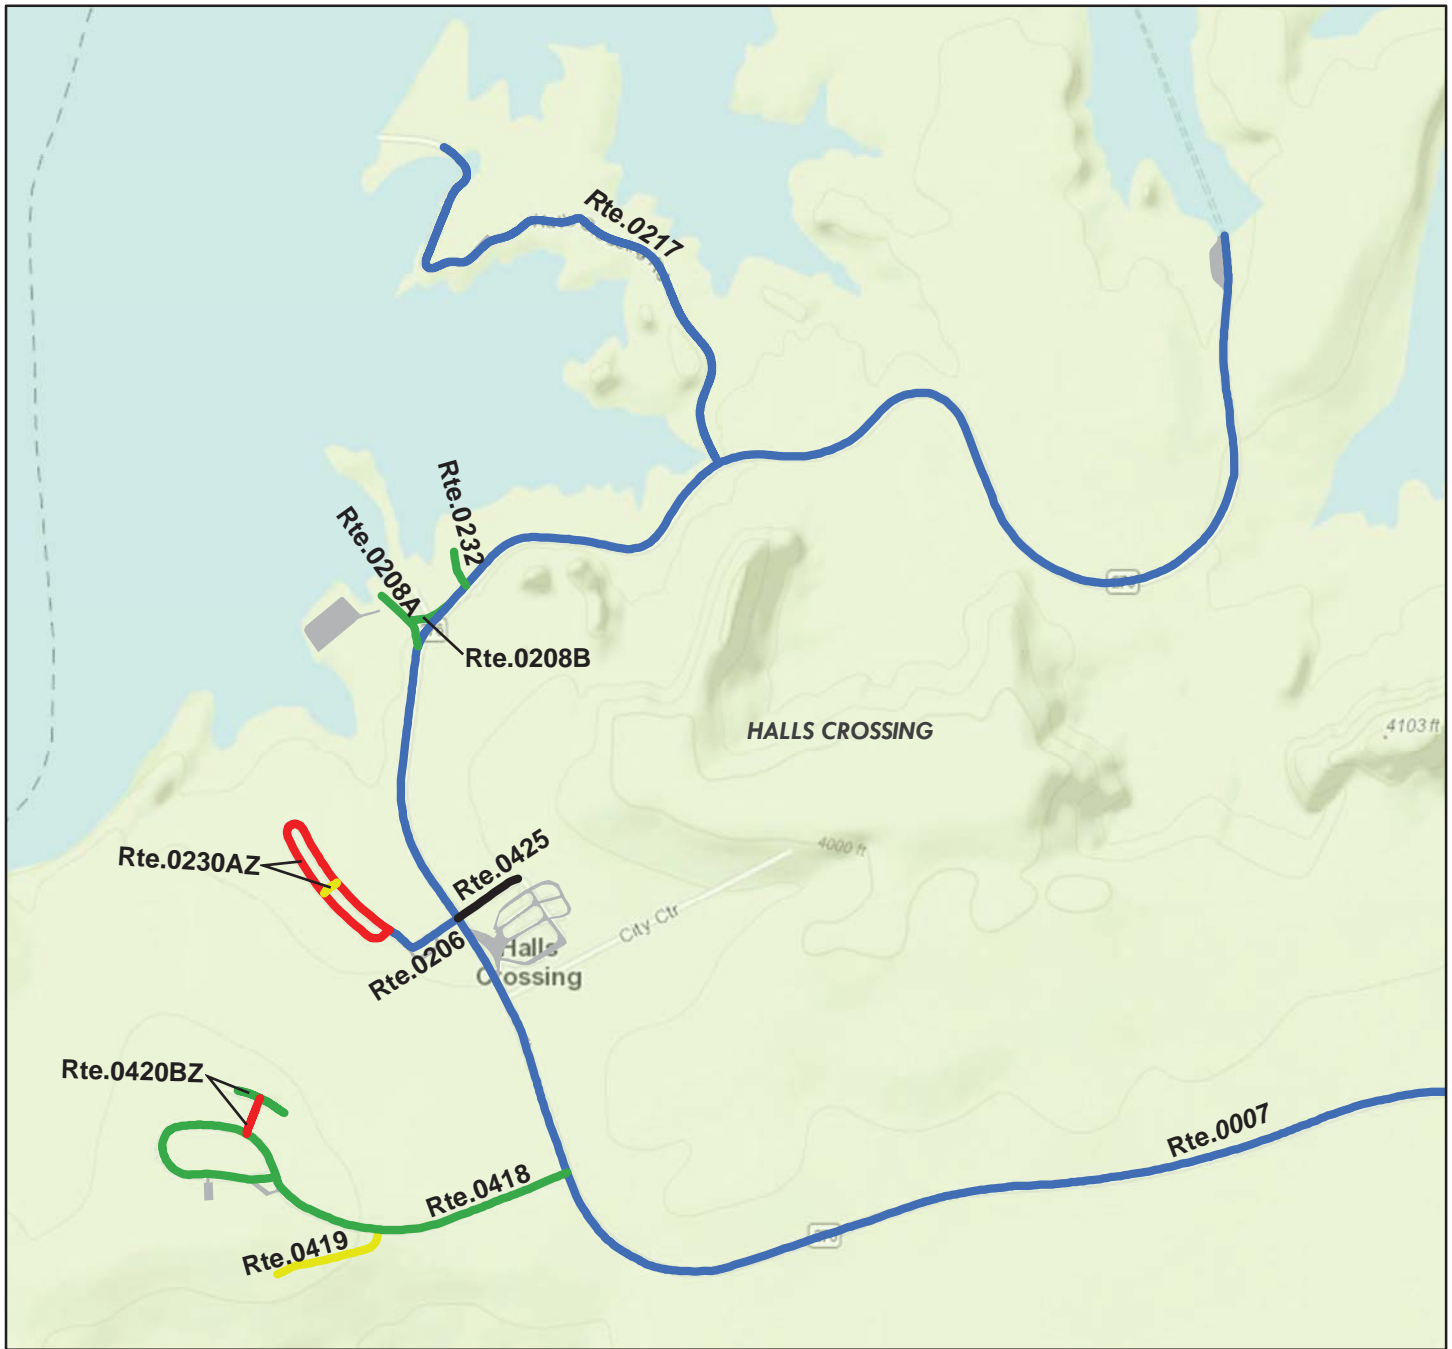 Rte.0217
Rte.0232
Rte.0208A
Rte.0208B
HALLS CROSSING
4103 ft
4000 ft
Rte.0425
Rte.0230AZ
City Ctr
Rte.0206
Halls
Crossing
Rte.0420BZ
Rte.0007
Rte.0418
Rte.0419